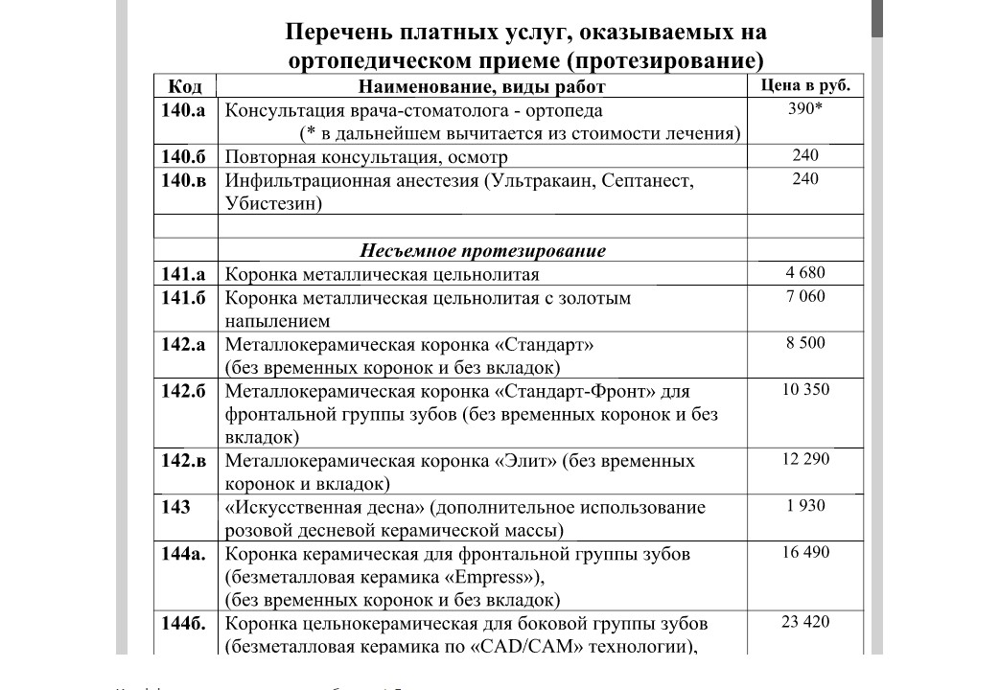 Перечень платных услуг, оказываемых на
ортопедическом приеме (протезирование)
Код Наименование, виды работ Цена в руб.
140.а Консультация врача-стоматолога - ортопеда 390*
(* в дальнейшем вычитается из стоимости лечения)
140.б Повторная консультация, осмотр 240
140.в Инфильтрационная анестезия (Ультракаин, Септанест, 240
Убистезин)
Несъемное протезирование
141.а Коронка металлическая цельнолитая 4 680
141.б Коронка металлическая цельнолитая с золотым 7 060
напылением
142.а Металлокерамическая коронка «Стандарт» 8 500
(без временных коронок и без вкладок)
142.б Металлокерамическая коронка «Стандарт-Фронт» для 10 350
фронтальной группы зубов (без временных коронок и без
вкладок)
142.в Металлокерамическая коронка «Элит» (без временных 12 290
коронок и вкладок)
143 «Искусственная десна» (дополнительное использование 1 930
розовой десневой керамической массы)
144а. Коронка керамическая для фронтальной группы зубов 16 490
(безметалловая керамика «Empress»),
(без временных коронок и без вкладок)
144б. Коронка цельнокерамическая для боковой группы зубов 23 420
(безметалловая керамика по «CAD/CAM» технологии),